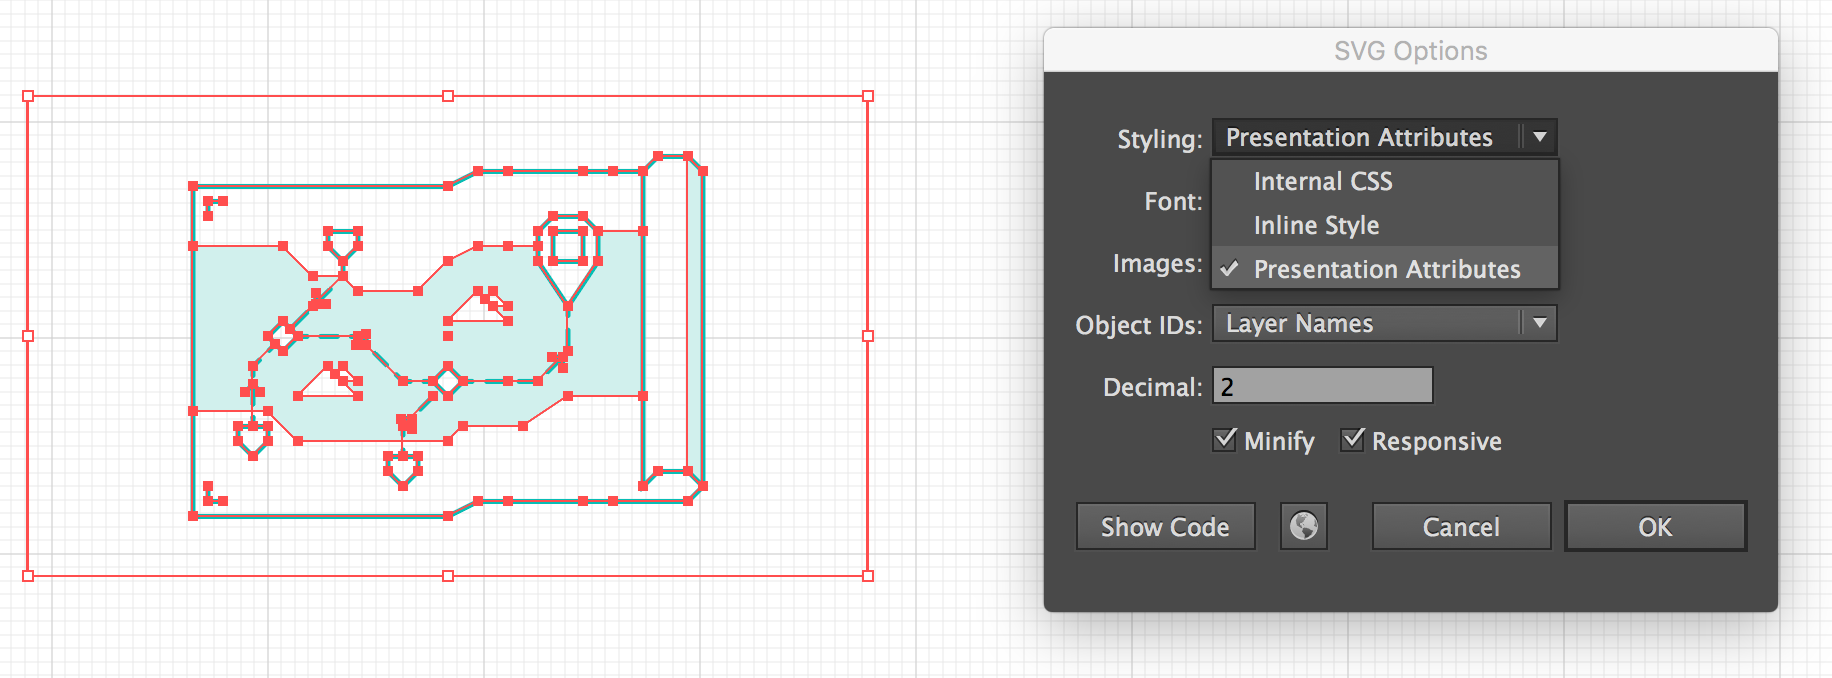 SVG Options
Styling: Presentation Attributes
Internal CSS
Font:
Inline Style
Images:
Presentation Attributes
Object IDs: Layer Names
Decimal: 2
Minify Responsive
Show Code Cancel OK